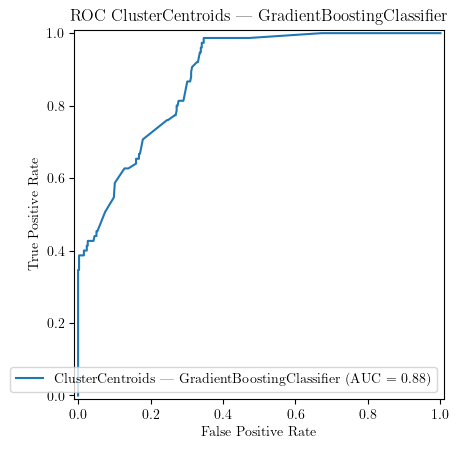 ROC ClusterCentroids — GradientBoostingClassifier
1.0
0.8
0.6
0.4
0.2
0.0
True Positive Rate
ClusterCentroids — GradientBoostingClassifier (AUC = 0.88)
0.0 0.2 0.4 0.6 0.8 1.0
False Positive Rate